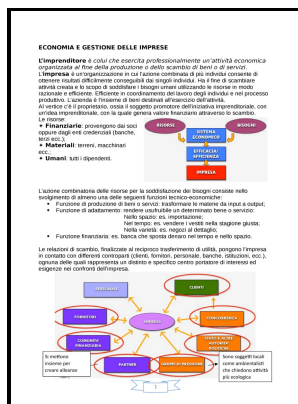 ECONOMIA E GESTIONE DELLE IMPRESE
L'imprenditore è colui che esercita professionalmente un'attività economica
organizzata al fine della produzione o dello scambio di beni o di servizi.
L'impresa è un'organizzazione in cui l'azione combinata di più individui consente di
ottenere risultati difficilmente conseguibili dai singoli individui. Ha il fine di scambiare
attività creata e lo scopo di soddisfare i bisogni umani utilizzando le risorse in modo
razionale e efficiente. Efficiente in coordinamento del lavoro degli individui e nel processo
produttivo. L'azienda è l'insieme di beni destinati all'esercizio dell'attività.
Al vertice c'è il proprietario, ossia il soggetto promotore dell'iniziativa imprenditoriale, con
un'idea imprenditoriale, con la quale genera valore finanziario attraverso lo scambio.
Le risorse:
Finanziarie: provengono dai soci
oppure dagli enti credenziali (banche,
terzi ecc.);
Materiali: terreni, macchinari
ecc.;
Umani: tutti i dipendenti.
RISORSE
BISOGNI
SISTEMA
ECONOMICO
EFFICACIA/
EFFICIENZA
IMPRESA
L'azione combinatoria delle risorse per la soddisfazione dei bisogni consiste nello
svolgimento di almeno una delle seguenti funzioni tecnico-economiche:
• Funzione di produzione di beni o servizi: trasformare le materie da input a output;
• Funzione di adattamento: rendere usufruibile un determinato bene o servizio:
Nello spazio: es. importazione;
Nel tempo: es. vendere i vestiti nella stagione giusta;
Nella varietà: es. negozi al dettaglio;
• Funzione finanziaria: es. banca che sposta denaro nel tempo e nello spazio.
Le relazioni di scambio, finalizzate al reciproco trasferimento di utilità, pongono l'impresa
in contatto con differenti controparti (clienti, fornitori, personale, banche, istituzioni, ecc.),
ognuna delle quali rappresenta un distinto e specifico centro portatore di interessi ed
esigenze nei confronti dell'impresa.
PERSONALE
CLIENTI
FORNITORI
IMPRESA
CONCORRENZA
COMUNITÀ
FINANZIARIA
STATO E ALTRE
AUTORITÀ
POLITICHE
PARTNER
GRUPPI DI PRESSIONE
Si mettono
insieme per
creare alleanze
Sono soggetti locali
come ambientalisti
che chiedono attività
più ecologica
1